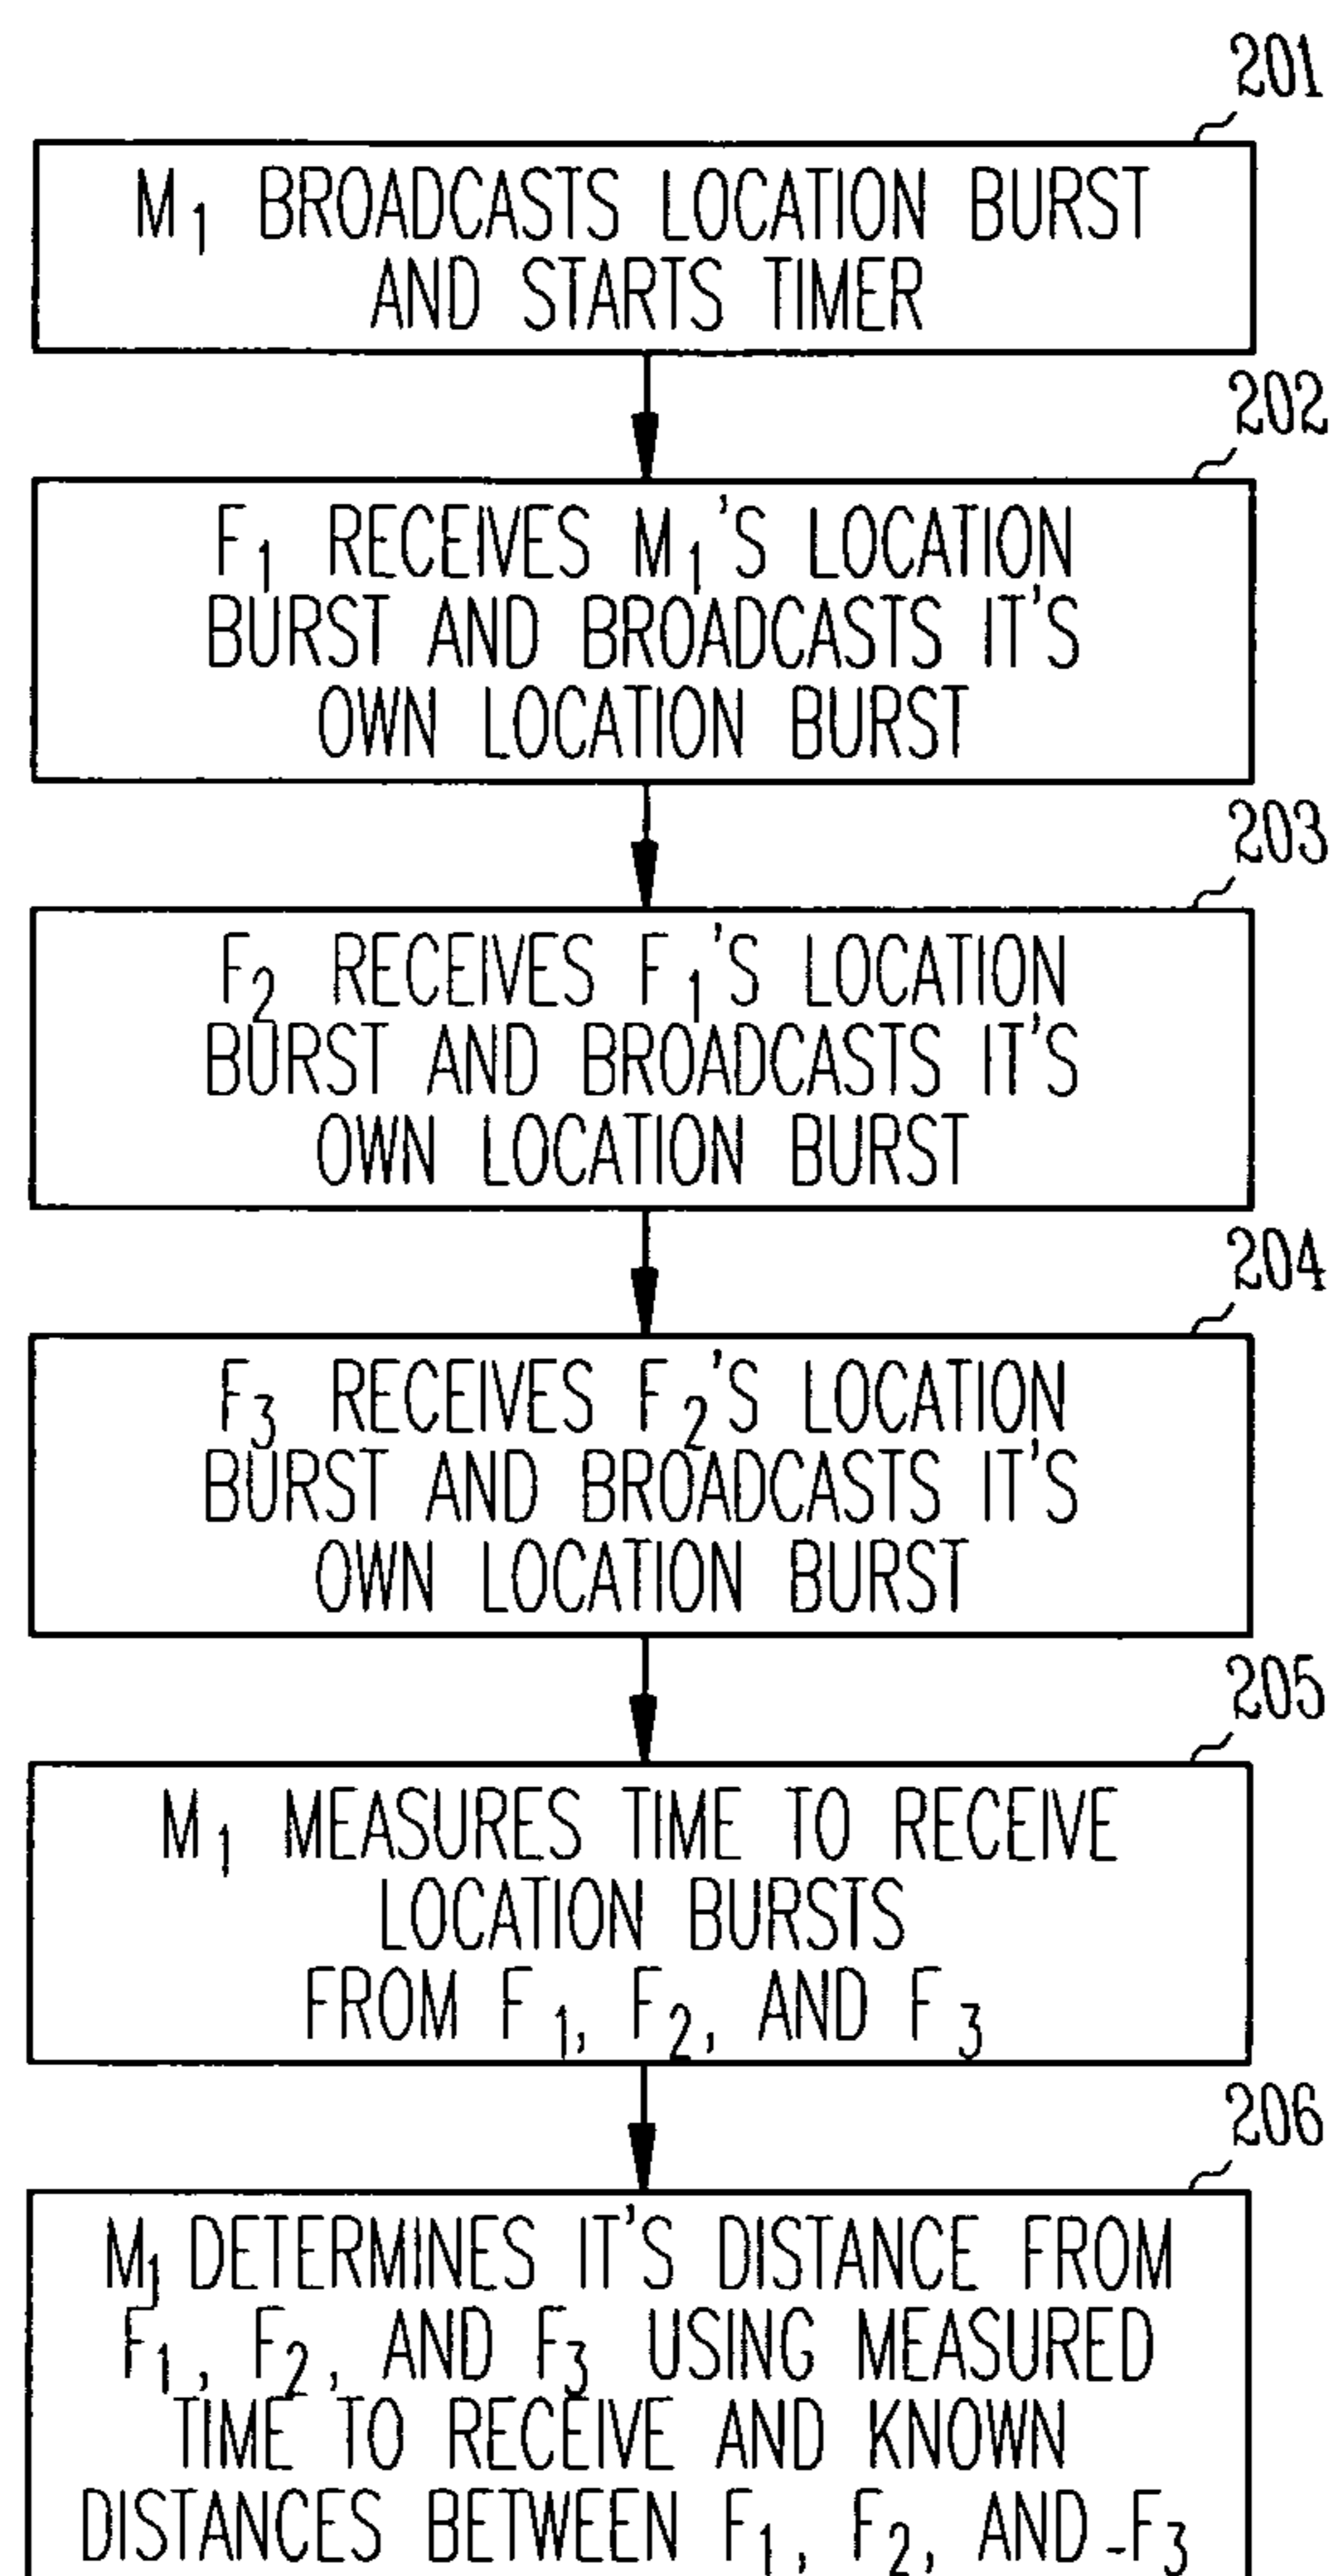 201
M1 BROADCASTS LOCATION BURST
AND STARTS TIMER
202
F1 RECEIVES M1'S LOCATION
BURST AND BROADCASTS IT'S
OWN LOCATION BURST
203
F2 RECEIVES F1'S LOCATION
BURST AND BROADCASTS IT'S
OWN LOCATION BURST
204
F3 RECEIVES F2'S LOCATION
BURST AND BROADCASTS IT'S
OWN LOCATION BURST
205
M1 MEASURES TIME TO RECEIVE
LOCATION BURSTS
FROM F1, F2, AND F3
206
M1 DETERMINES IT'S DISTANCE FROM
F1, F2, AND F3 USING MEASURED
TIME TO RECEIVE AND KNOWN
DISTANCES BETWEEN F1, F2, AND F3